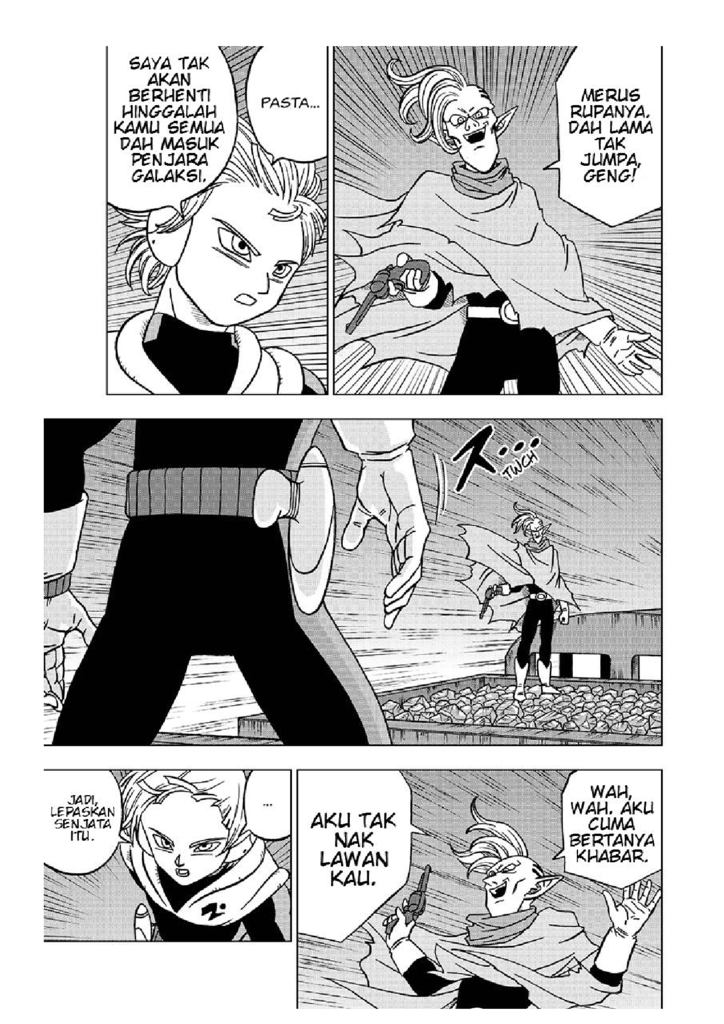 MERUS
RUPANYA.
DAH LAMA
TAK
JUMPA,
GENG!
PASTA...
SAYA TAK
AKAN
BERHENTI
HINGGALAH
KAMU SEMUA
DAH MASUK
PENJARA
GALAKSI.
ス...
TWCH
WAH,
WAH. AKU
CUMA
BERTANYA
KHABAR.
AKU TAK
NAK
LAWAN
KAU.
...
JADI,
LEPASKAN
SENJATA
ITU.